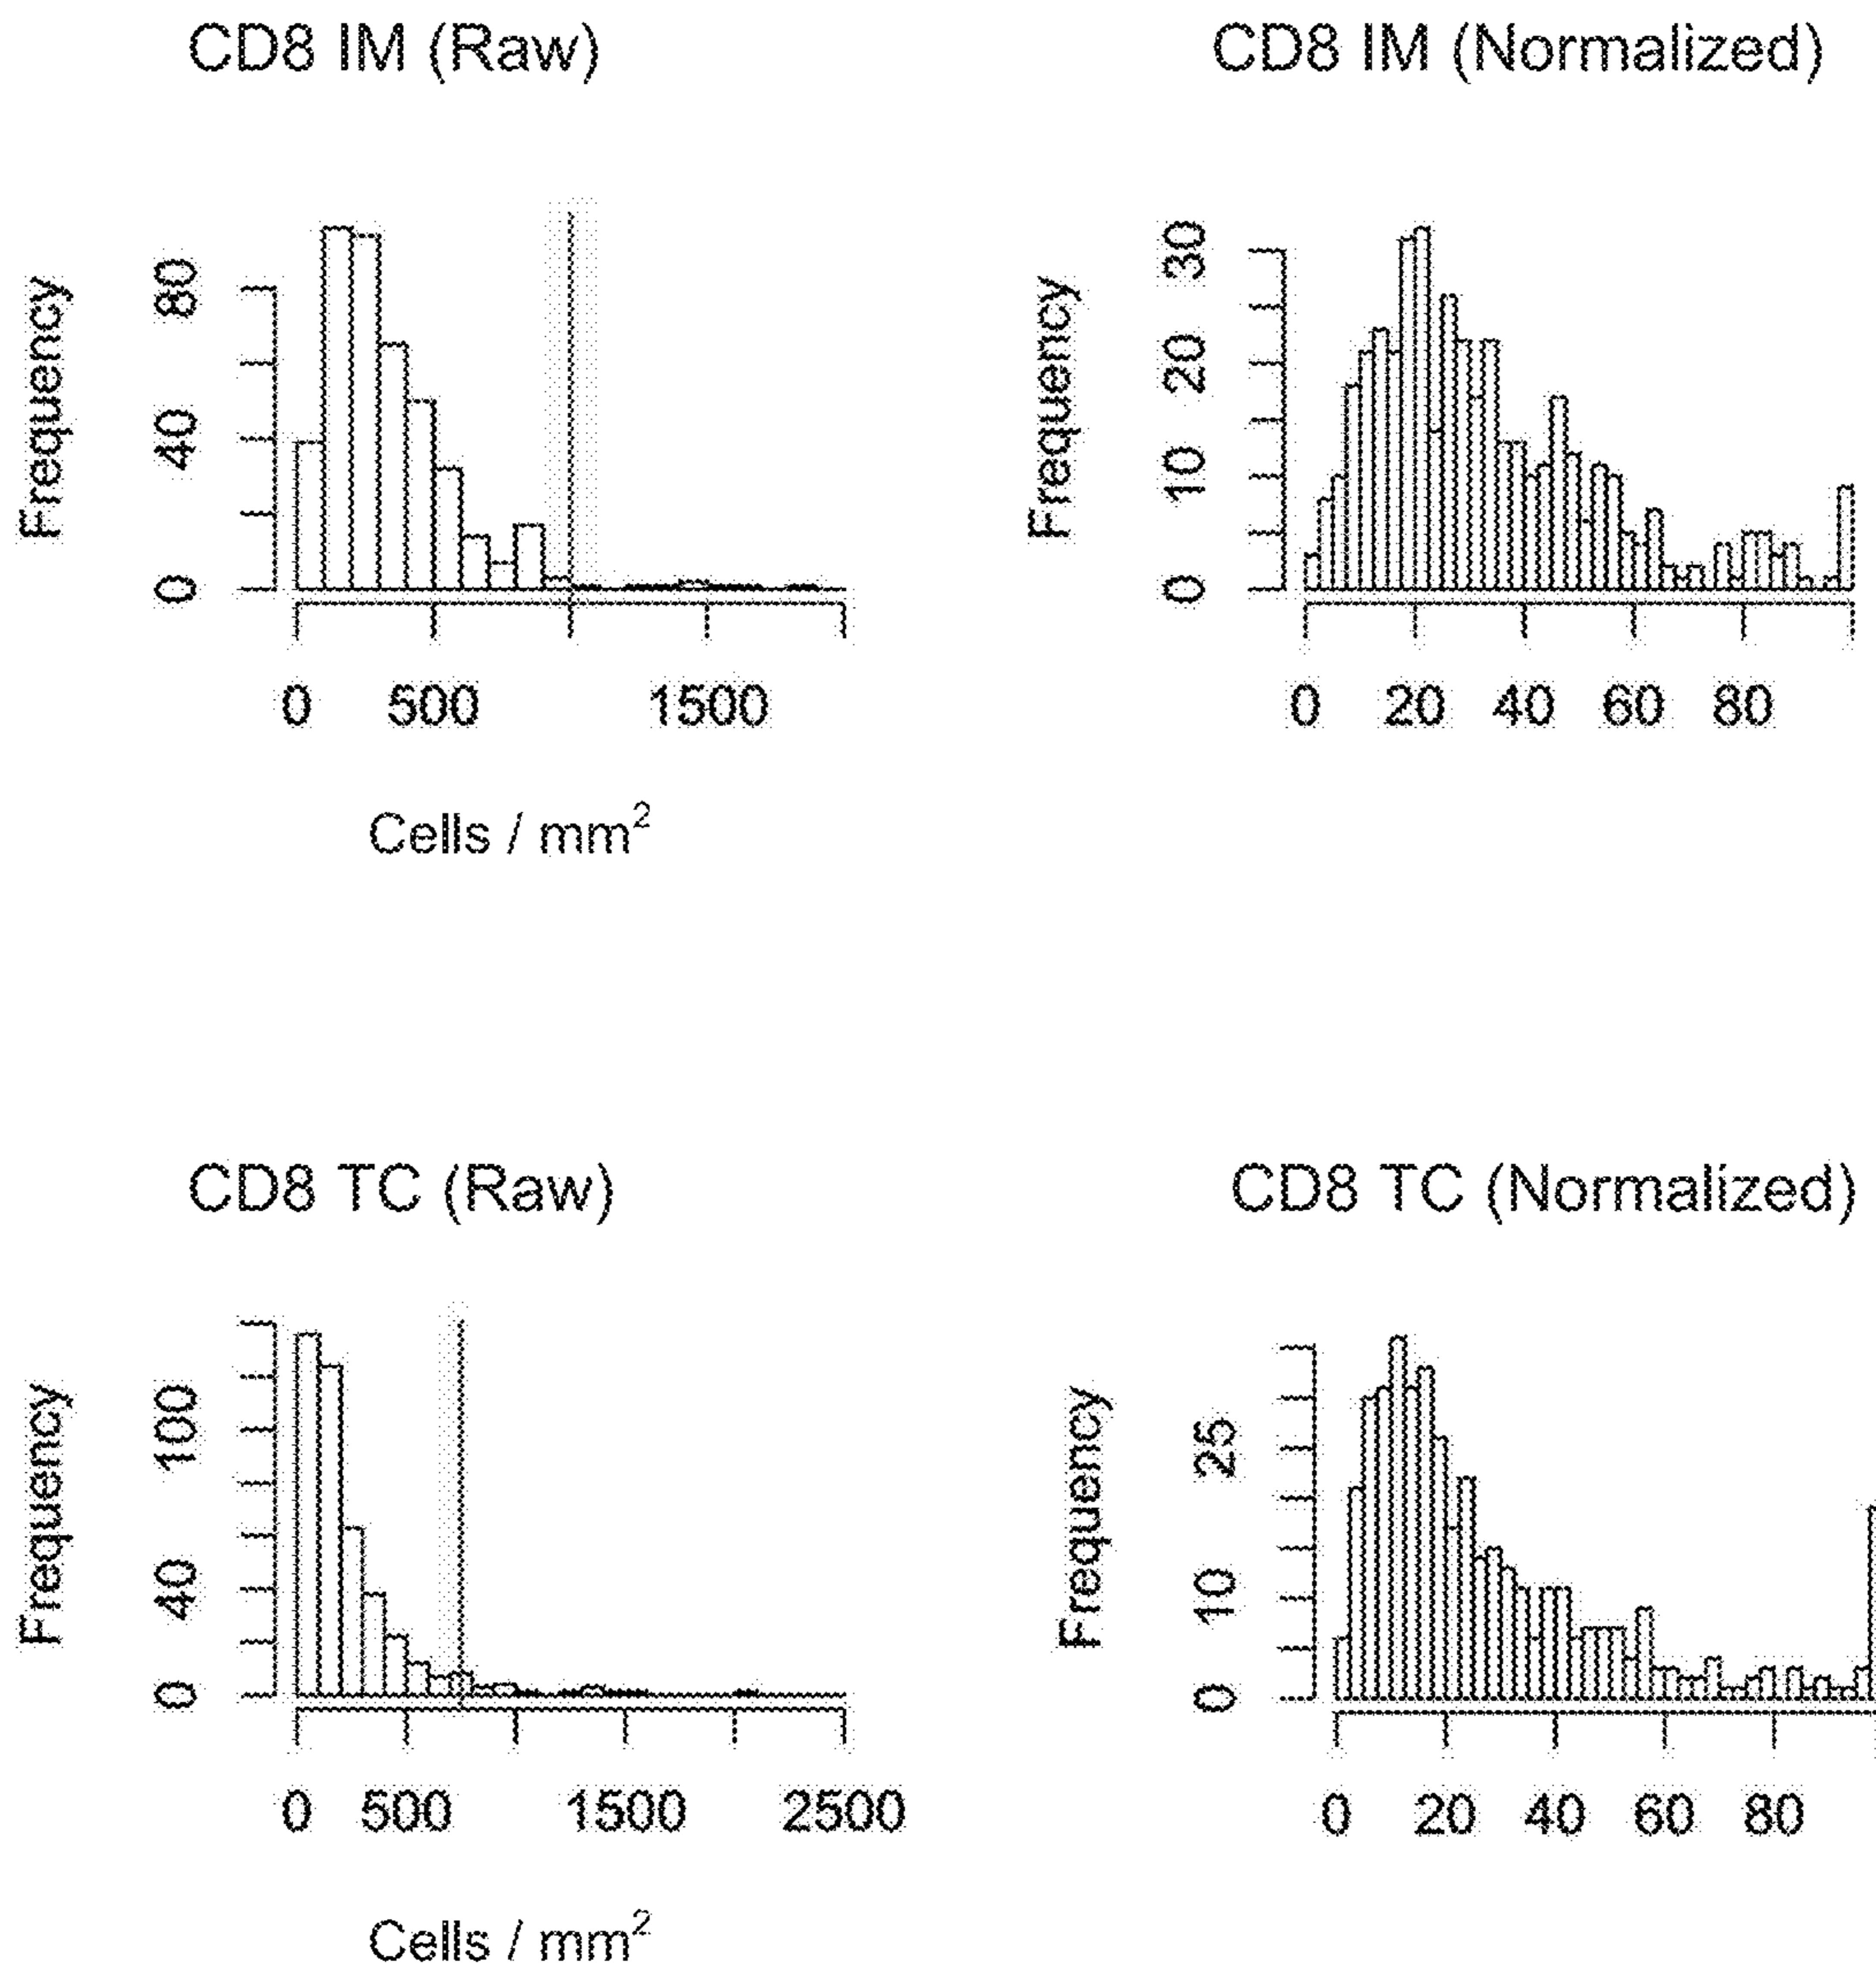 CD8 IM (Raw)
Frequency
0 40 80
0 500 1500
Cells / mm²
CD8 IM (Normalized)
Frequency
0 10 20 30
0 20 40 60 80
CD8 TC (Raw)
Frequency
0 40 100
0 500 1500 2500
Cells / mm²
CD8 TC (Normalized)
Frequency
0 10 25
0 20 40 60 80